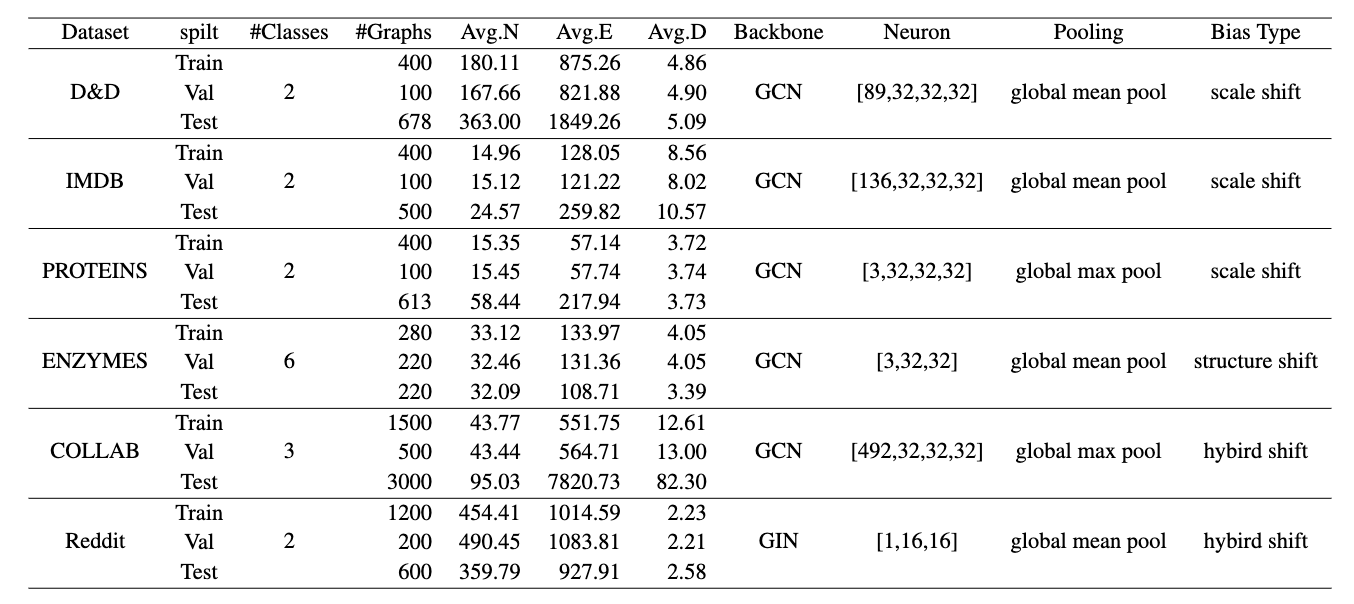 Dataset spilt #Classes #Graphs Avg.N Avg.E Avg.D Backbone Neuron Pooling Bias Type
Train 400 180.11 875.26 4.86
D&D Val 2 100 167.66 821.88 4.90 GCN [89,32,32,32] global mean pool scale shift
Test 678 363.00 1849.26 5.09
Train 400 14.96 128.05 8.56
IMDB Val 2 100 15.12 121.22 8.02 GCN [136,32,32,32] global mean pool scale shift
Test 500 24.57 259.82 10.57
Train 400 15.35 57.14 3.72
PROTEINS Val 2 100 15.45 57.74 3.74 GCN [3,32,32,32] global max pool scale shift
Test 613 58.44 217.94 3.73
Train 280 33.12 133.97 4.05
ENZYMES Val 6 220 32.46 131.36 4.05 GCN [3,32,32] global mean pool structure shift
Test 220 32.09 108.71 3.39
Train 1500 43.77 551.75 12.61
COLLAB Val 3 500 43.44 564.71 13.00 GCN [492,32,32,32] global max pool hybird shift
Test 3000 95.03 7820.73 82.30
Train 1200 454.41 1014.59 2.23
Reddit Val 2 200 490.45 1083.81 2.21 GIN [1,16,16] global mean pool hybird shift
Test 600 359.79 927.91 2.58